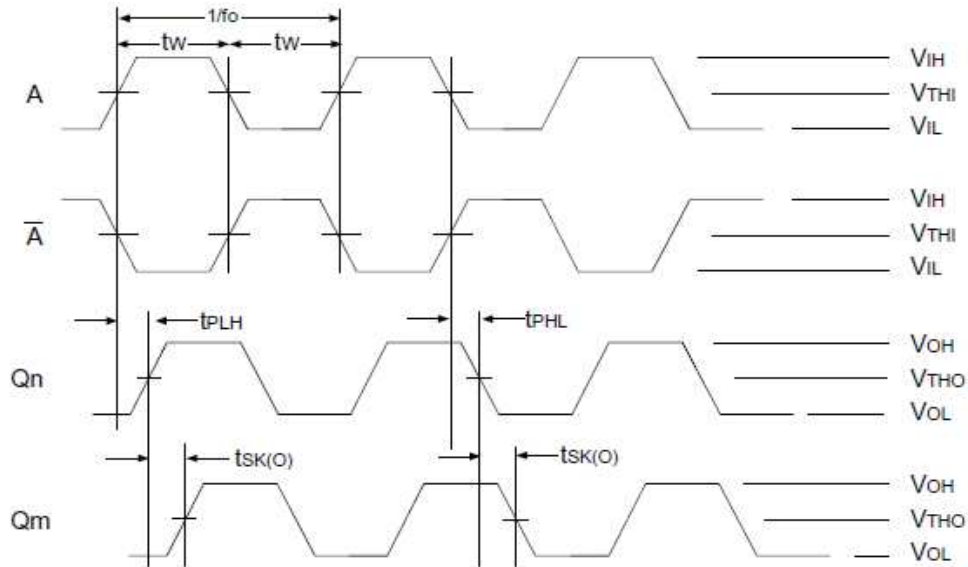 1/fo
tw tw
A
VIH
VTHI
VIL
A
VIH
VTHI
VIL
tPLH tPHL
Qn
VOH
VTHO
VOL
tSK(O) tSK(O)
Qm
VOH
VTHO
VOL